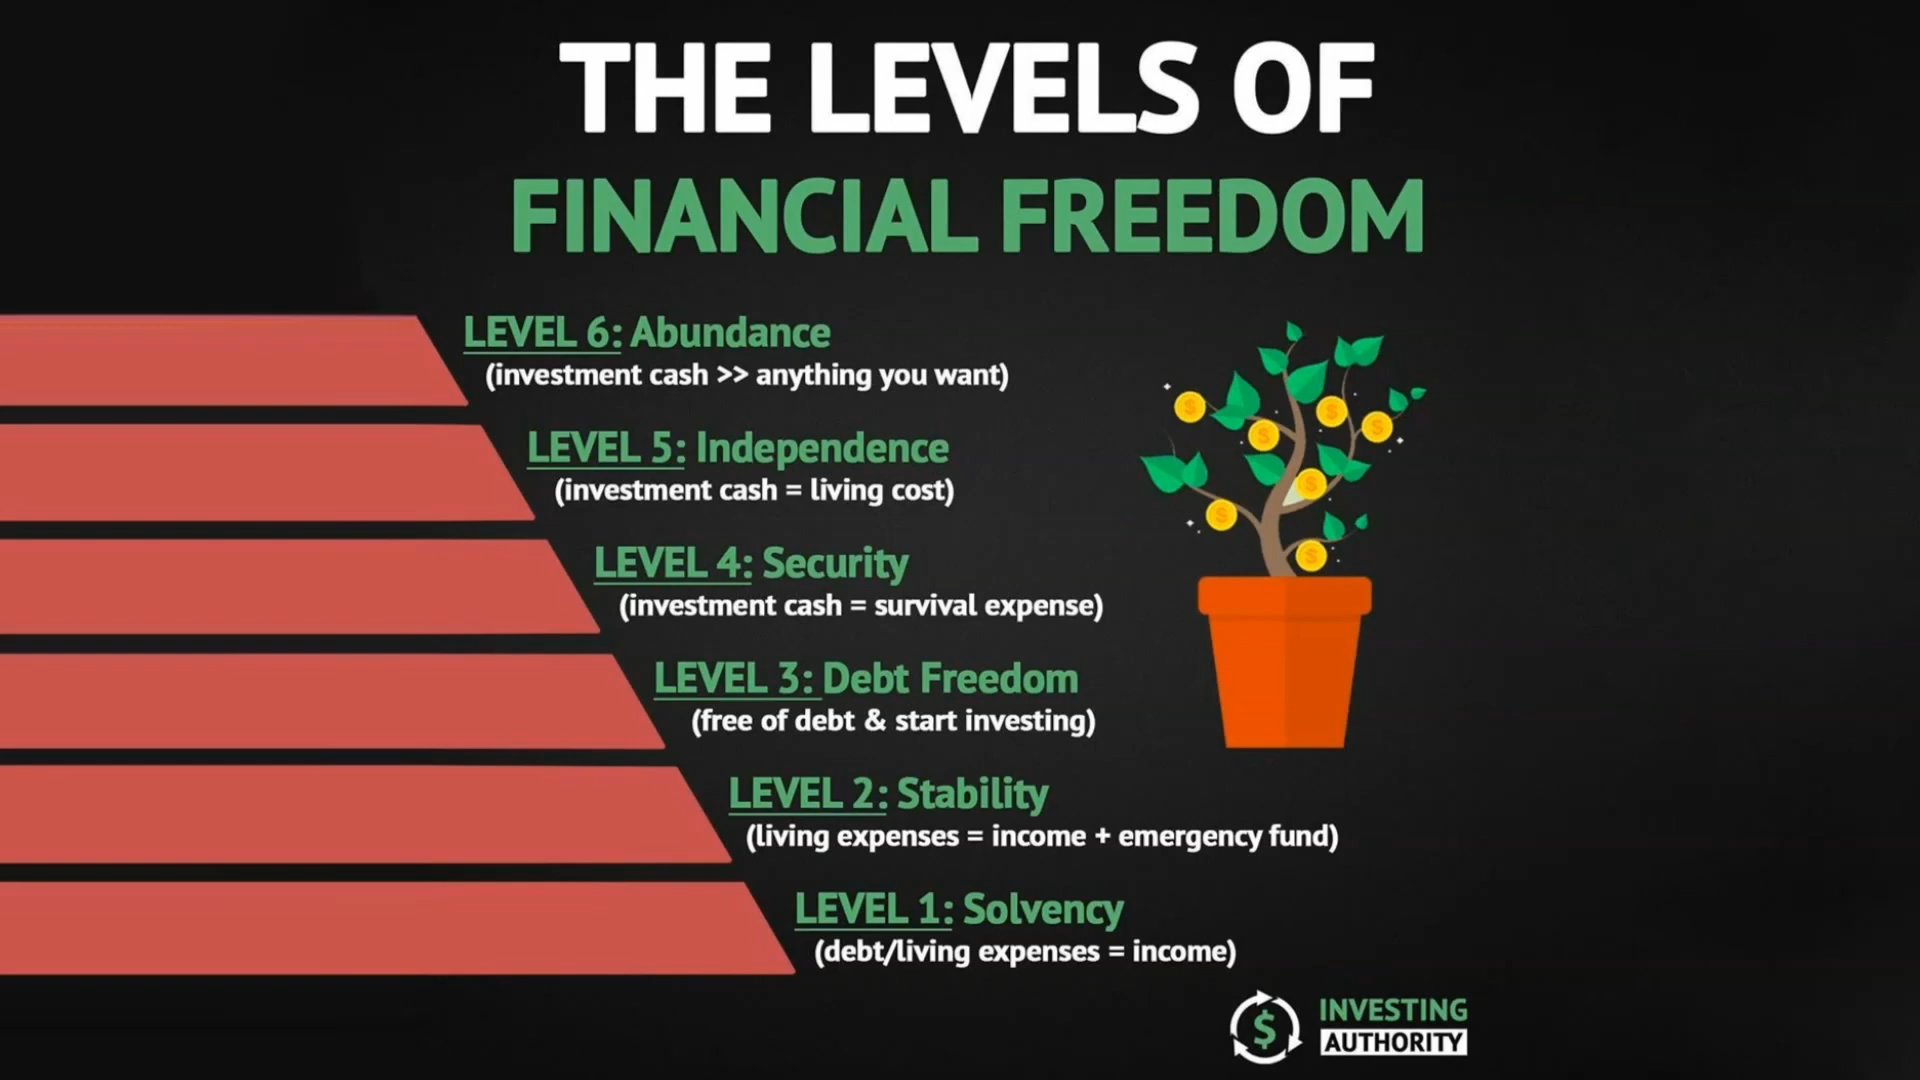 THE LEVELS OF
FINANCIAL FREEDOM
LEVEL 6: Abundance
(investment cash >> anything you want)
LEVEL 5: Independence
(investment cash = living cost)
LEVEL 4: Security
(investment cash = survival expense)
LEVEL 3: Debt Freedom
(free of debt & start investing)
LEVEL 2: Stability
(living expenses = income + emergency fund)
LEVEL 1: Solvency
(debt/living expenses = income)
$
INVESTING
AUTHORITY